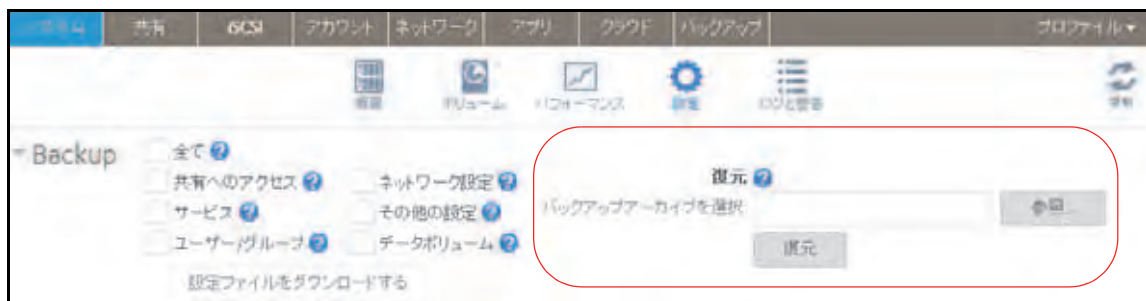 共有 iSCSI アカウント ネットワーク アプリ クラウド バックアップ プロファイル
概要 ボリューム パフォーマンス 設定 ログと警告
Backup
全て
共有へのアクセス ネットワーク設定
サービス その他の設定
ユーザー/グループ データボリューム
設定ファイルをダウンロードする
復元
バックアップアーカイブを選択 参照...
復元